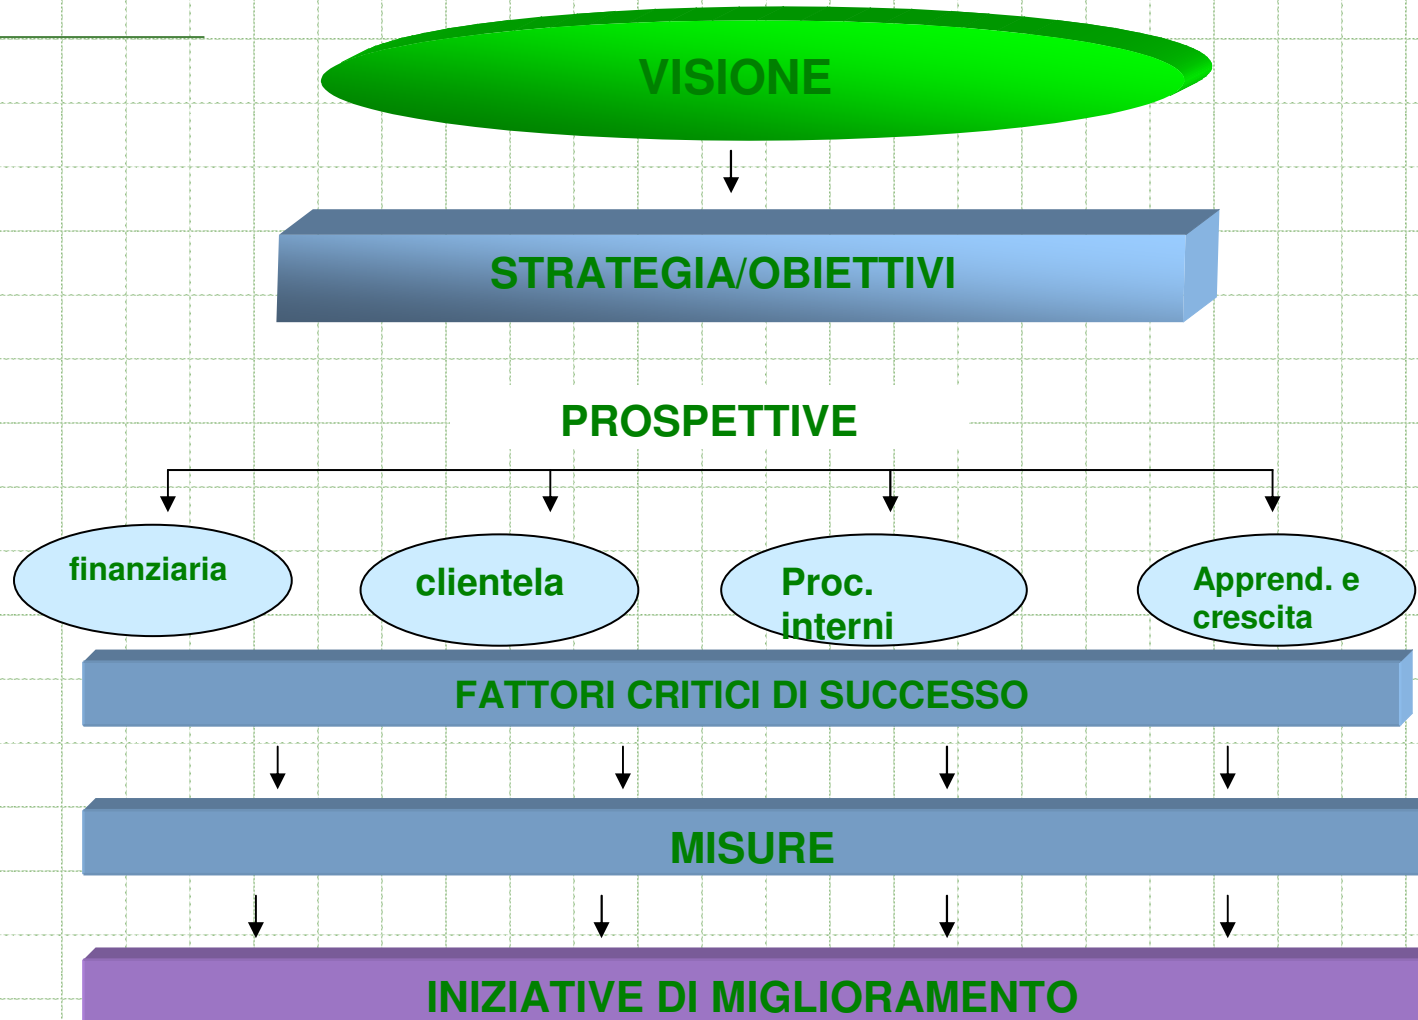 VISIONE
STRATEGIA/OBIETTIVI
PROSPETTIVE
finanziaria
clientela
Proc.
interni
Apprend. e
crescita
FATTORI CRITICI DI SUCCESSO
MISURE
INIZIATIVE DI MIGLIORAMENTO